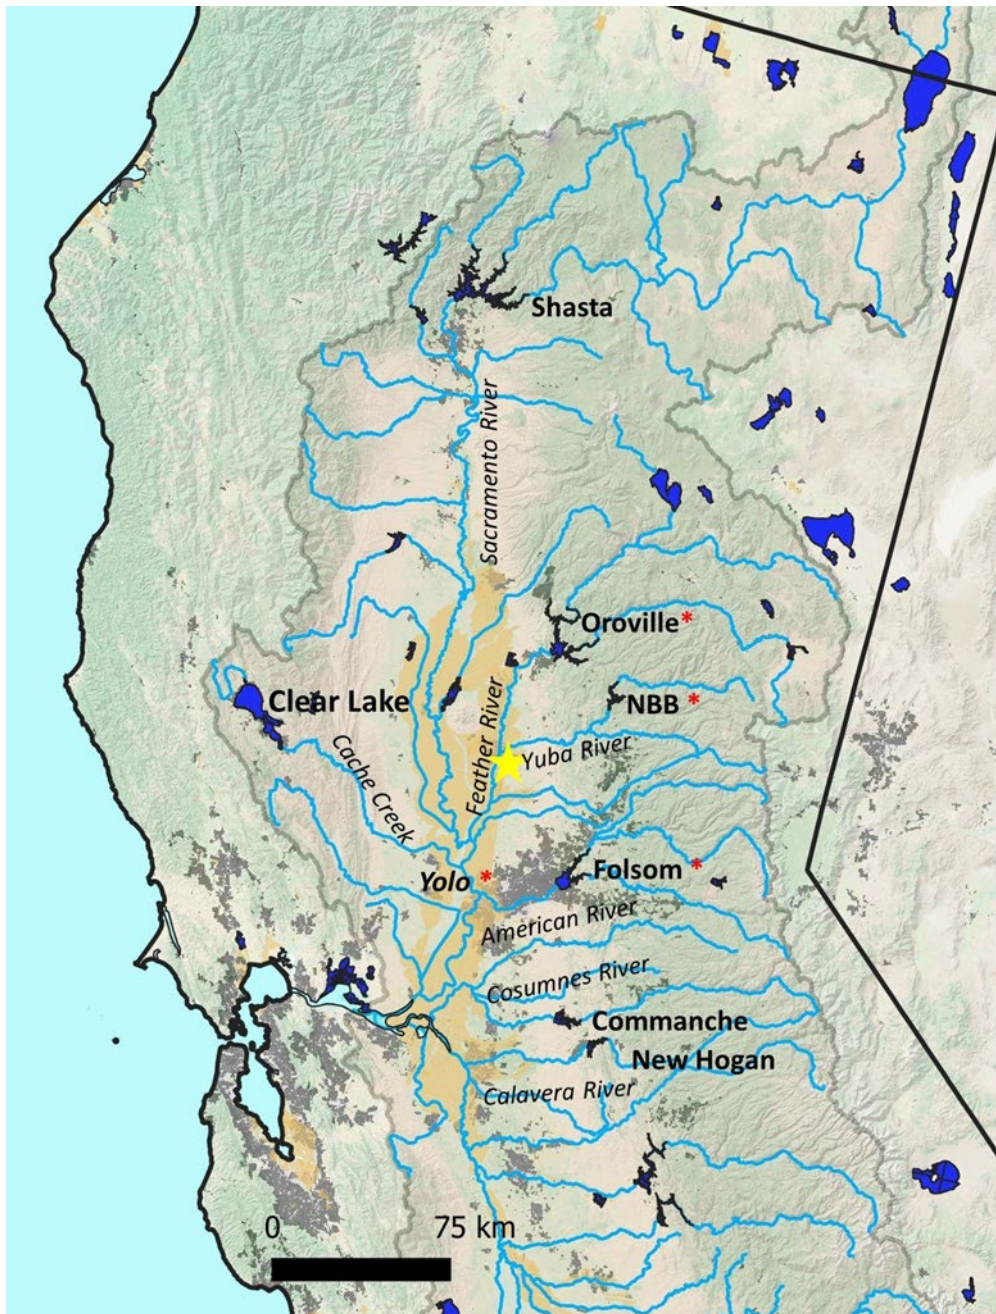 Shasta
Sacramento River
Oroville*
Clear Lake
NBB *
Feather River
Yuba River
Cache Creek
Yolo *
Folsom *
American River
Cosumnes River
Commanche
New Hogan
Calavera River
0 75 km